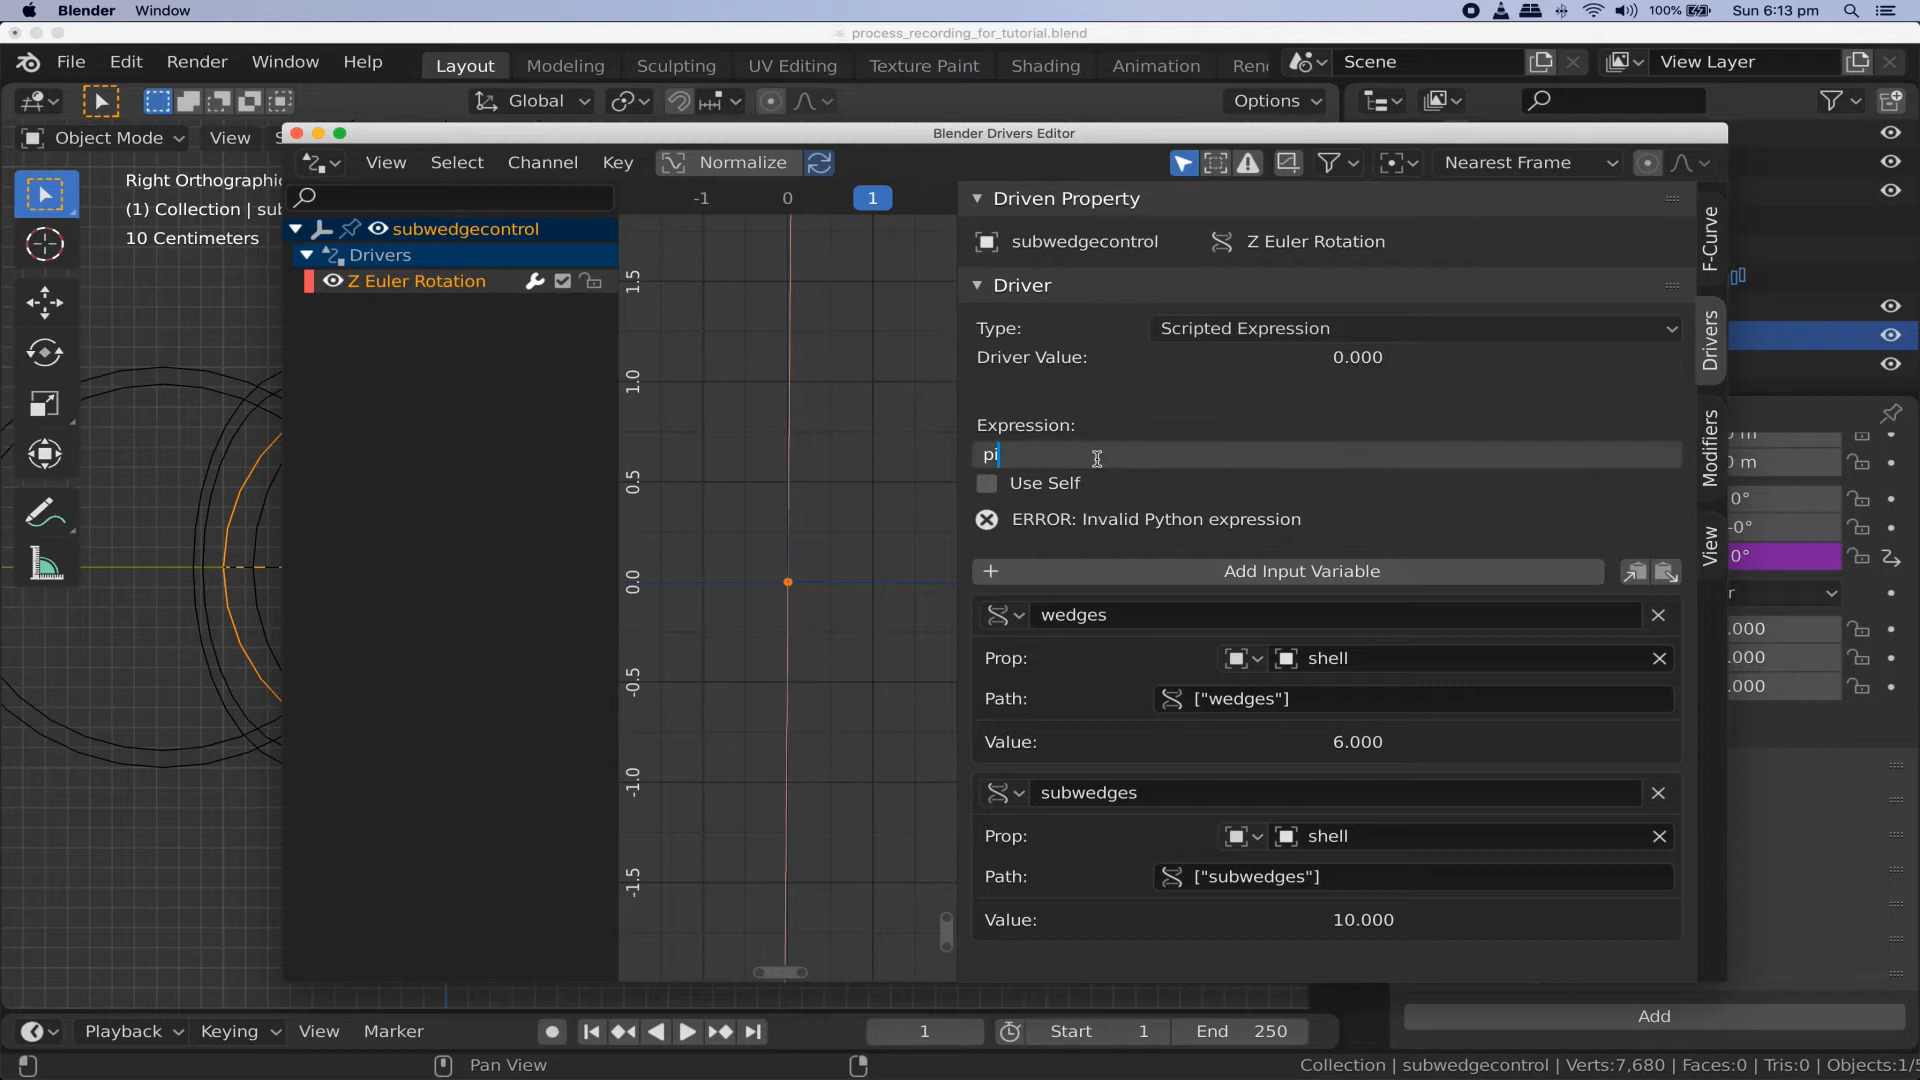 Blender Window 100% Sun 6:13 pm
process_recording_for_tutorial.blend
File Edit Render Window Help Layout Modeling Sculpting UV Editing Texture Paint Shading Animation Scene View Layer
Global Options
Object Mode View
Blender Drivers Editor
View Select Channel Key Normalize Nearest Frame
Right Orthographic
(1) Collection |
10 Centimeters
-1 0 1
subwedgecontrol
Drivers
Z Euler Rotation
1.5
1.0
0.5
0.0
-0.5
-1.0
-1.5
Driven Property
subwedgecontrol Z Euler Rotation
Driver
Type: Scripted Expression
Driver Value: 0.000
Expression:
pi
Use Self
ERROR: Invalid Python expression
Add Input Variable
wedges
Prop: shell
Path: ["wedges"]
Value: 6.000
subwedges
Prop: shell
Path: ["subwedges"]
Value: 10.000
F-Curve
Drivers
Modifiers
View
0 m
0°
-0°
0°
.000
.000
.000
Add
Playback Keying View Marker 1 Start 1 End 250
Pan View Collection | subwedgecontrol | Verts:7,680 | Faces:0 | Tris:0 | Objects:1/